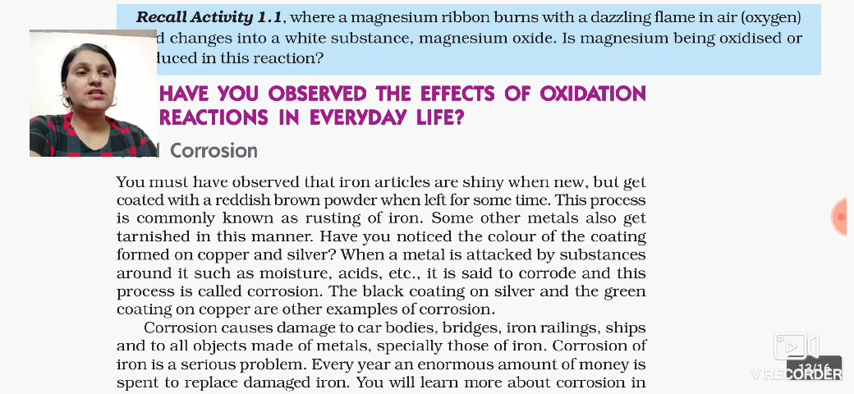 Recall Activity 1.1, where a magnesium ribbon burns with a dazzling flame in air (oxygen)
d changes into a white substance, magnesium oxide. Is magnesium being oxidised or
duced in this reaction?
HAVE YOU OBSERVED THE EFFECTS OF OXIDATION
REACTIONS IN EVERYDAY LIFE?
Corrosion
You must have observed that iron articles are shiny when new, but get
coated with a reddish brown powder when left for some time. This process
is commonly known as rusting of iron. Some other metals also get
tarnished in this manner. Have you noticed the colour of the coating
formed on copper and silver? When a metal is attacked by substances
around it such as moisture, acids, etc., it is said to corrode and this
process is called corrosion. The black coating on silver and the green
coating on copper are other examples of corrosion.
Corrosion causes damage to car bodies, bridges, iron railings, ships
and to all objects made of metals, specially those of iron. Corrosion of
iron is a serious problem. Every year an enormous amount of money is
spent to replace damaged iron. You will learn more about corrosion in
13/16
V RECORDER